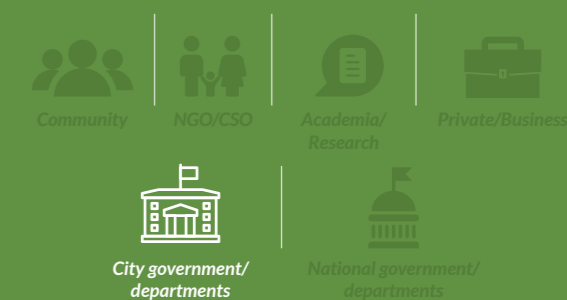 Community
NGO/CSO
Academia/
Research
Private/Business
City government/
departments
National government/
departments